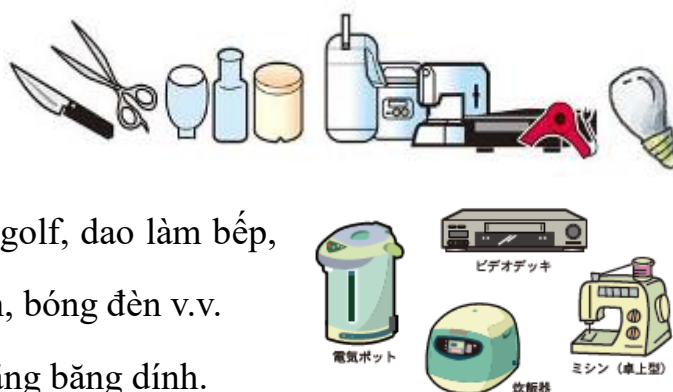 golf, dao làm bếp,
, bóng đèn v.v.
băng dính.
ビデオデッキ
電気ポット
炊飯器
ミシン（卓上型）